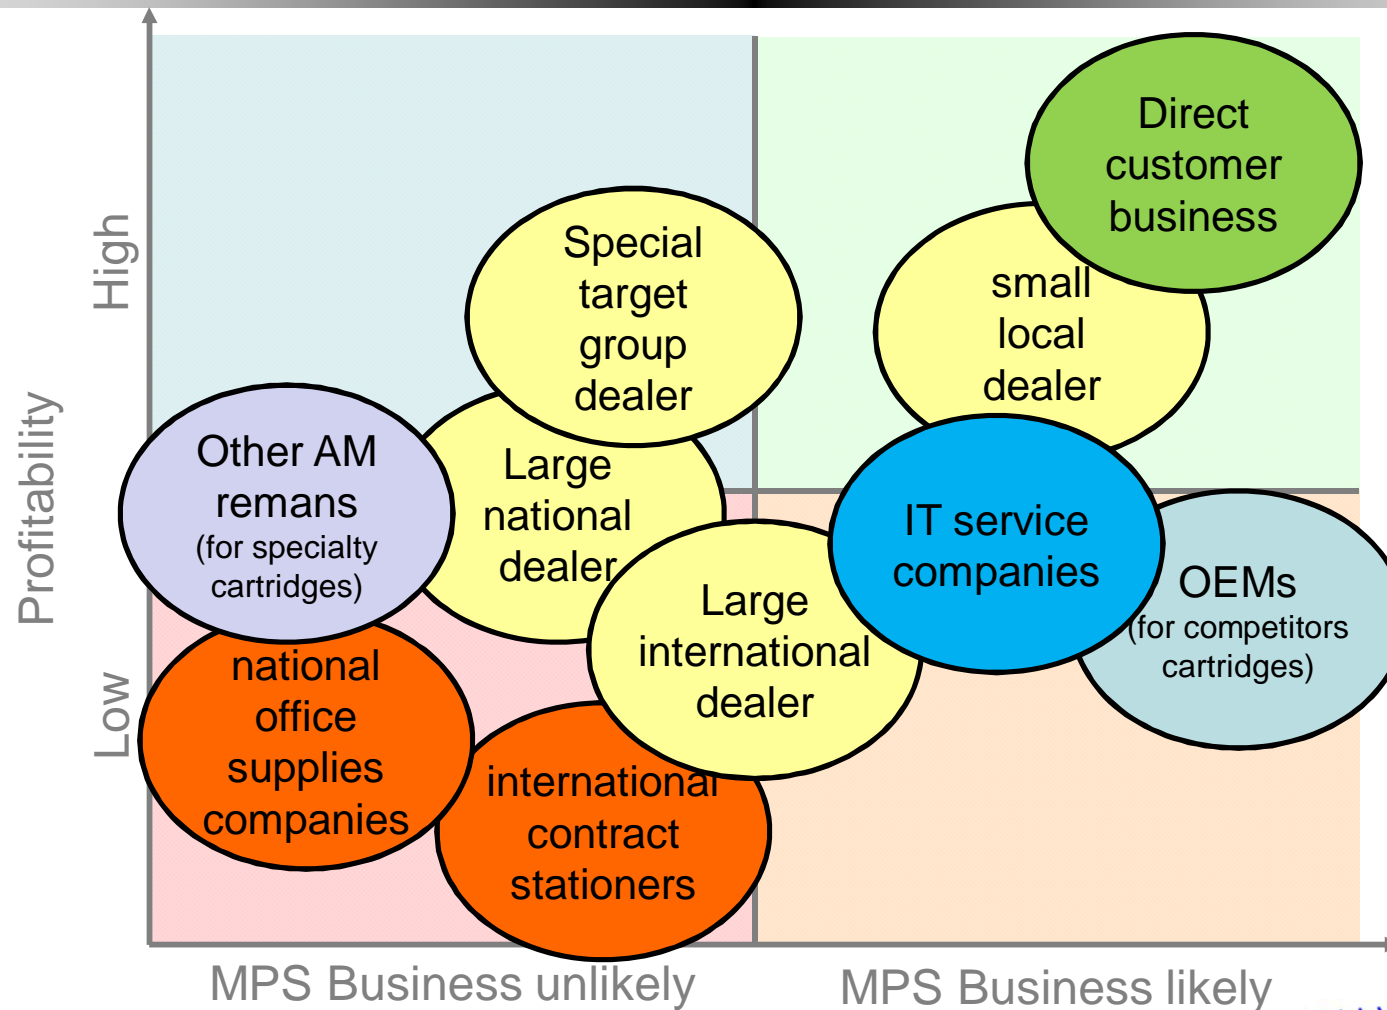 Direct
customer
business
Special
target
group
dealer
small
local
dealer
High
Profitability
Low
Other AM
remans
(for specialty
cartridges)
Large
national
dealer
IT service
companies
OEMs
(for competitors
cartridges)
Large
international
dealer
national
office
supplies
companies
international
contract
stationers
MPS Business unlikely
MPS Business likely